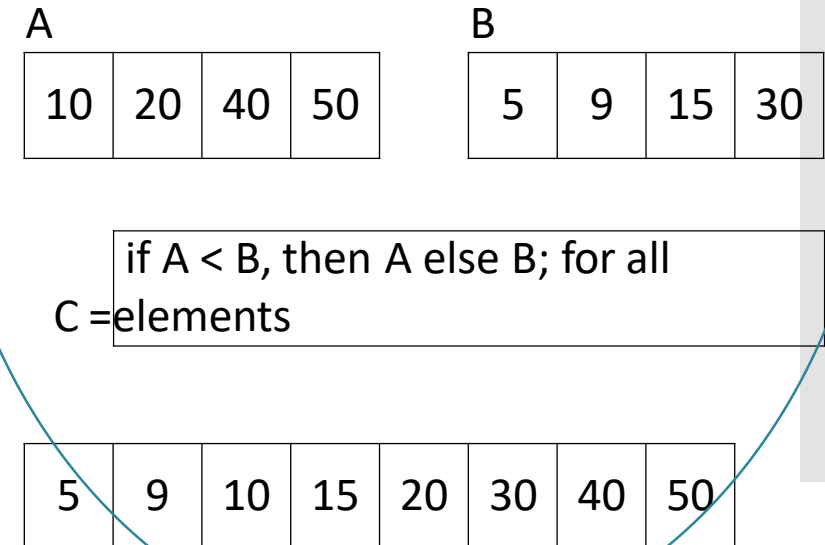 A B
10 20 40 50 5 9 15 30
if A < B, then A else B; for all
C =elements
5 9 10 15 20 30 40 50